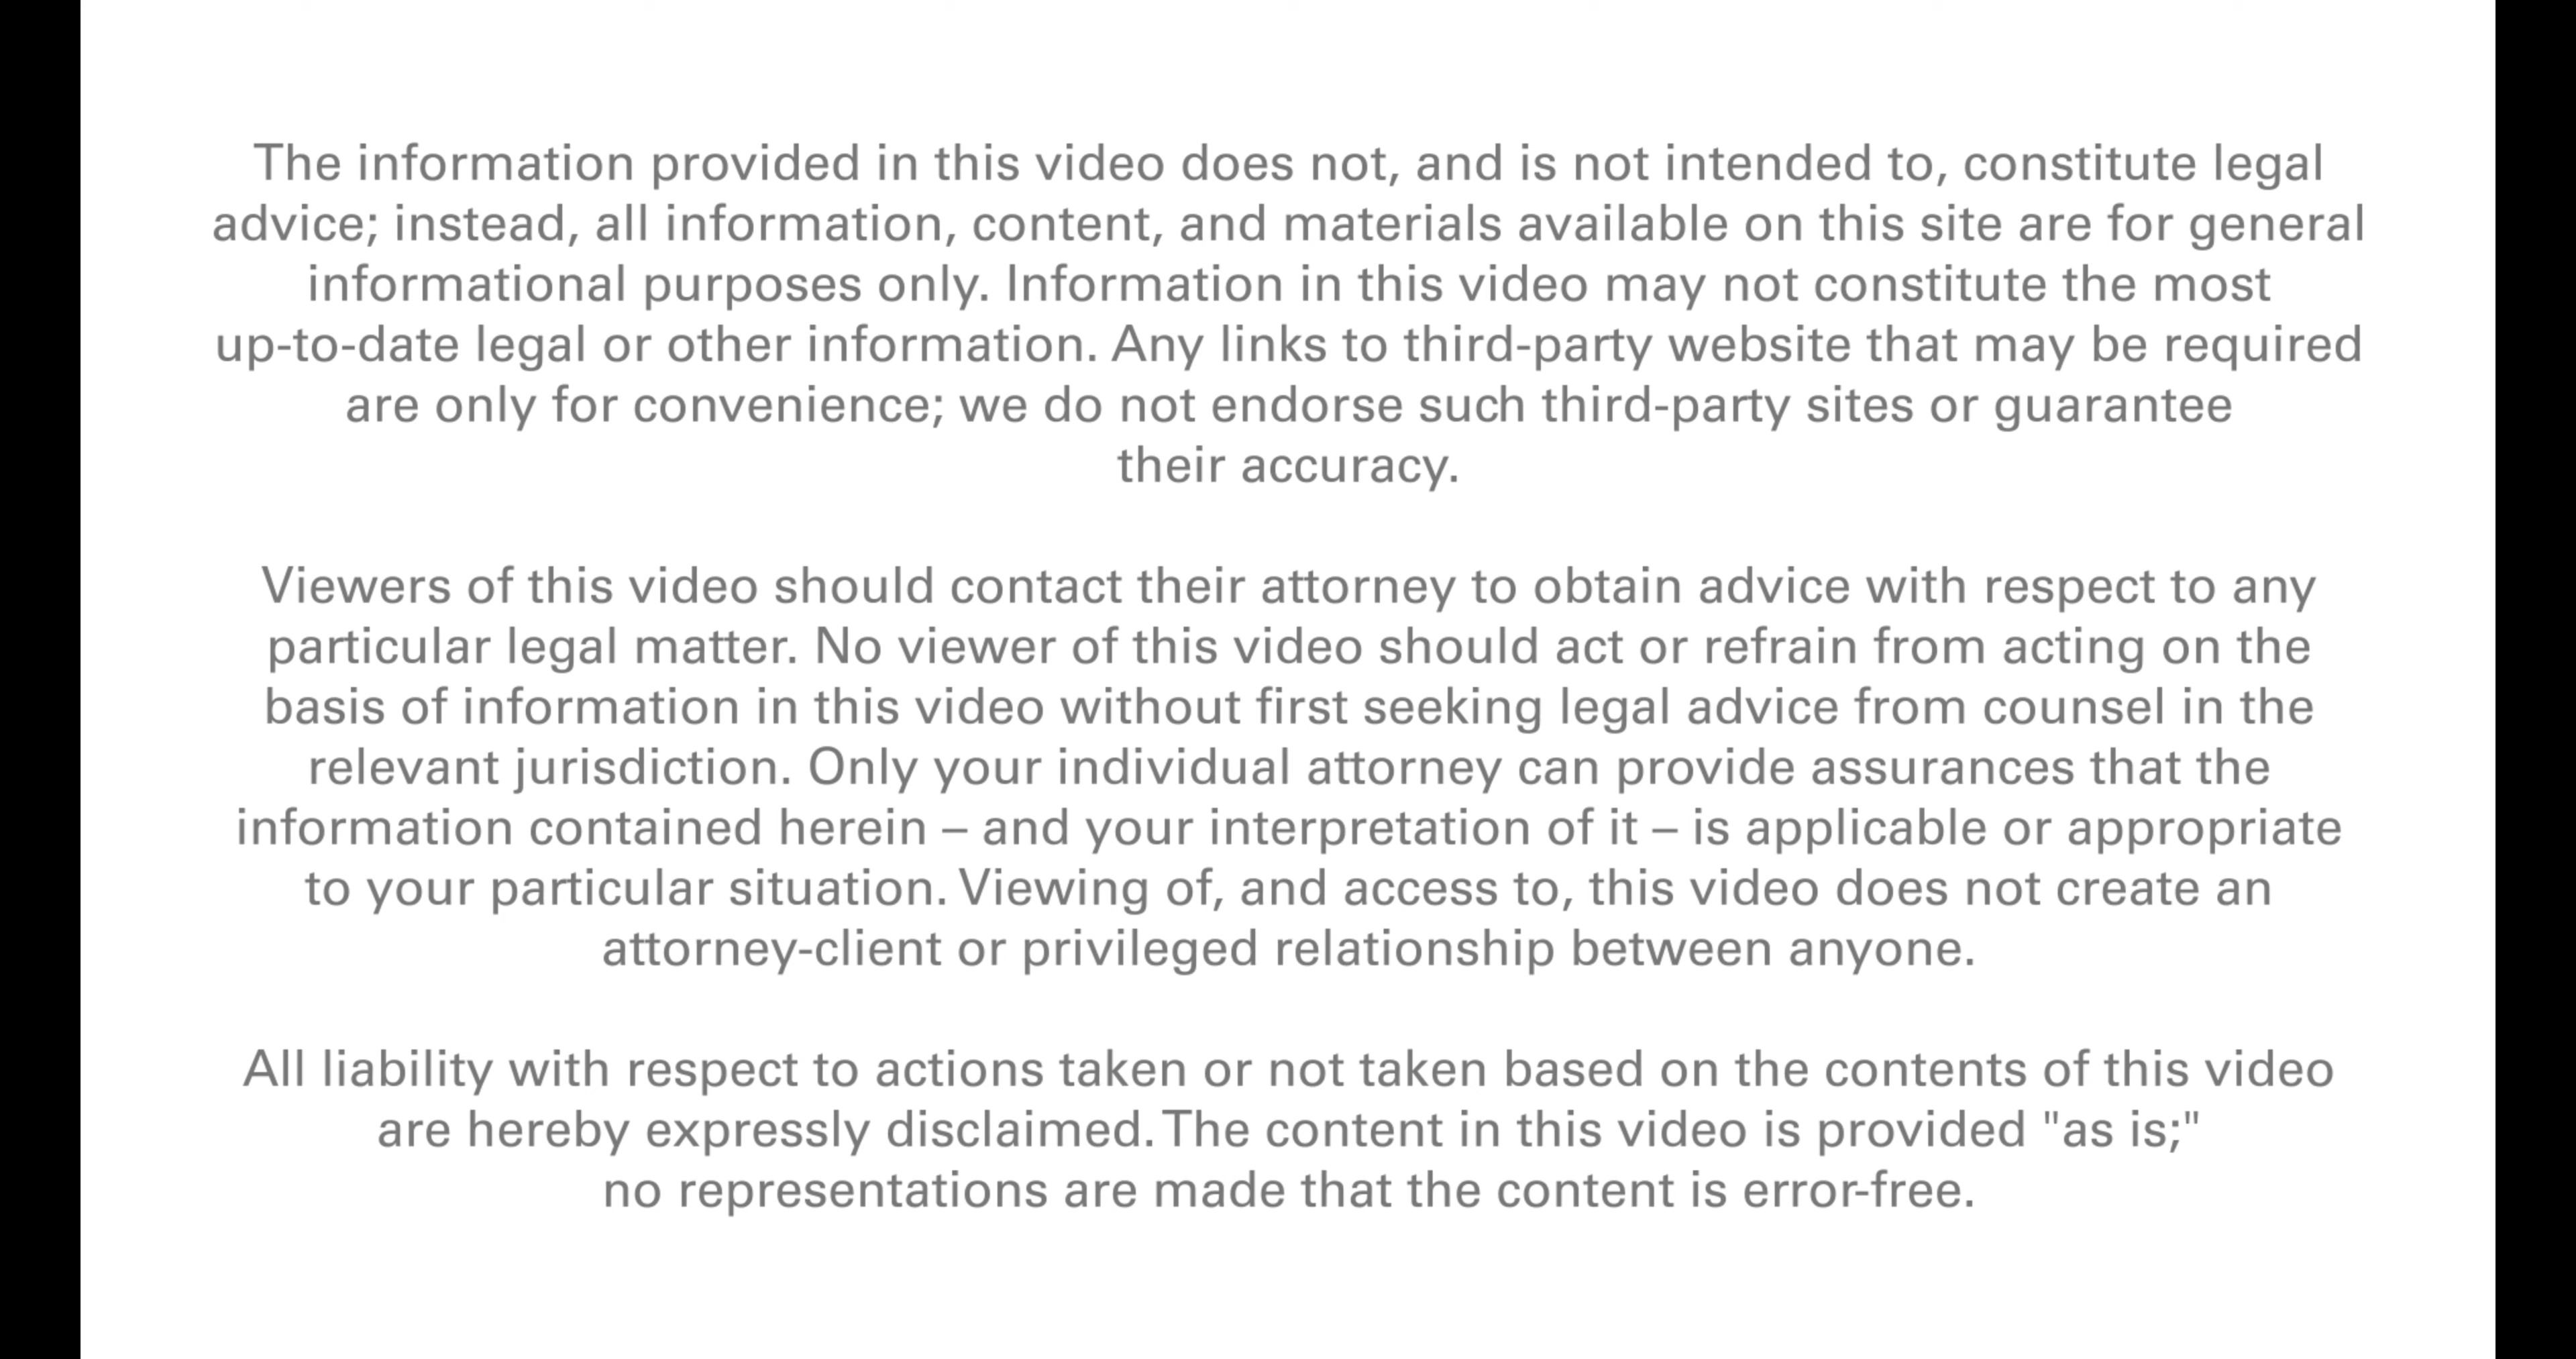 The information provided in this video does not, and is not intended to, constitute legal
advice; instead, all information, content, and materials available on this site are for general
informational purposes only. Information in this video may not constitute the most
up-to-date legal or other information. Any links to third-party website that may be required
are only for convenience; we do not endorse such third-party sites or guarantee
their accuracy.
Viewers of this video should contact their attorney to obtain advice with respect to any
particular legal matter. No viewer of this video should act or refrain from acting on the
basis of information in this video without first seeking legal advice from counsel in the
relevant jurisdiction. Only your individual attorney can provide assurances that the
information contained herein – and your interpretation of it – is applicable or appropriate
to your particular situation. Viewing of, and access to, this video does not create an
attorney-client or privileged relationship between anyone.
All liability with respect to actions taken or not taken based on the contents of this video
are hereby expressly disclaimed. The content in this video is provided "as is;"
no representations are made that the content is error-free.